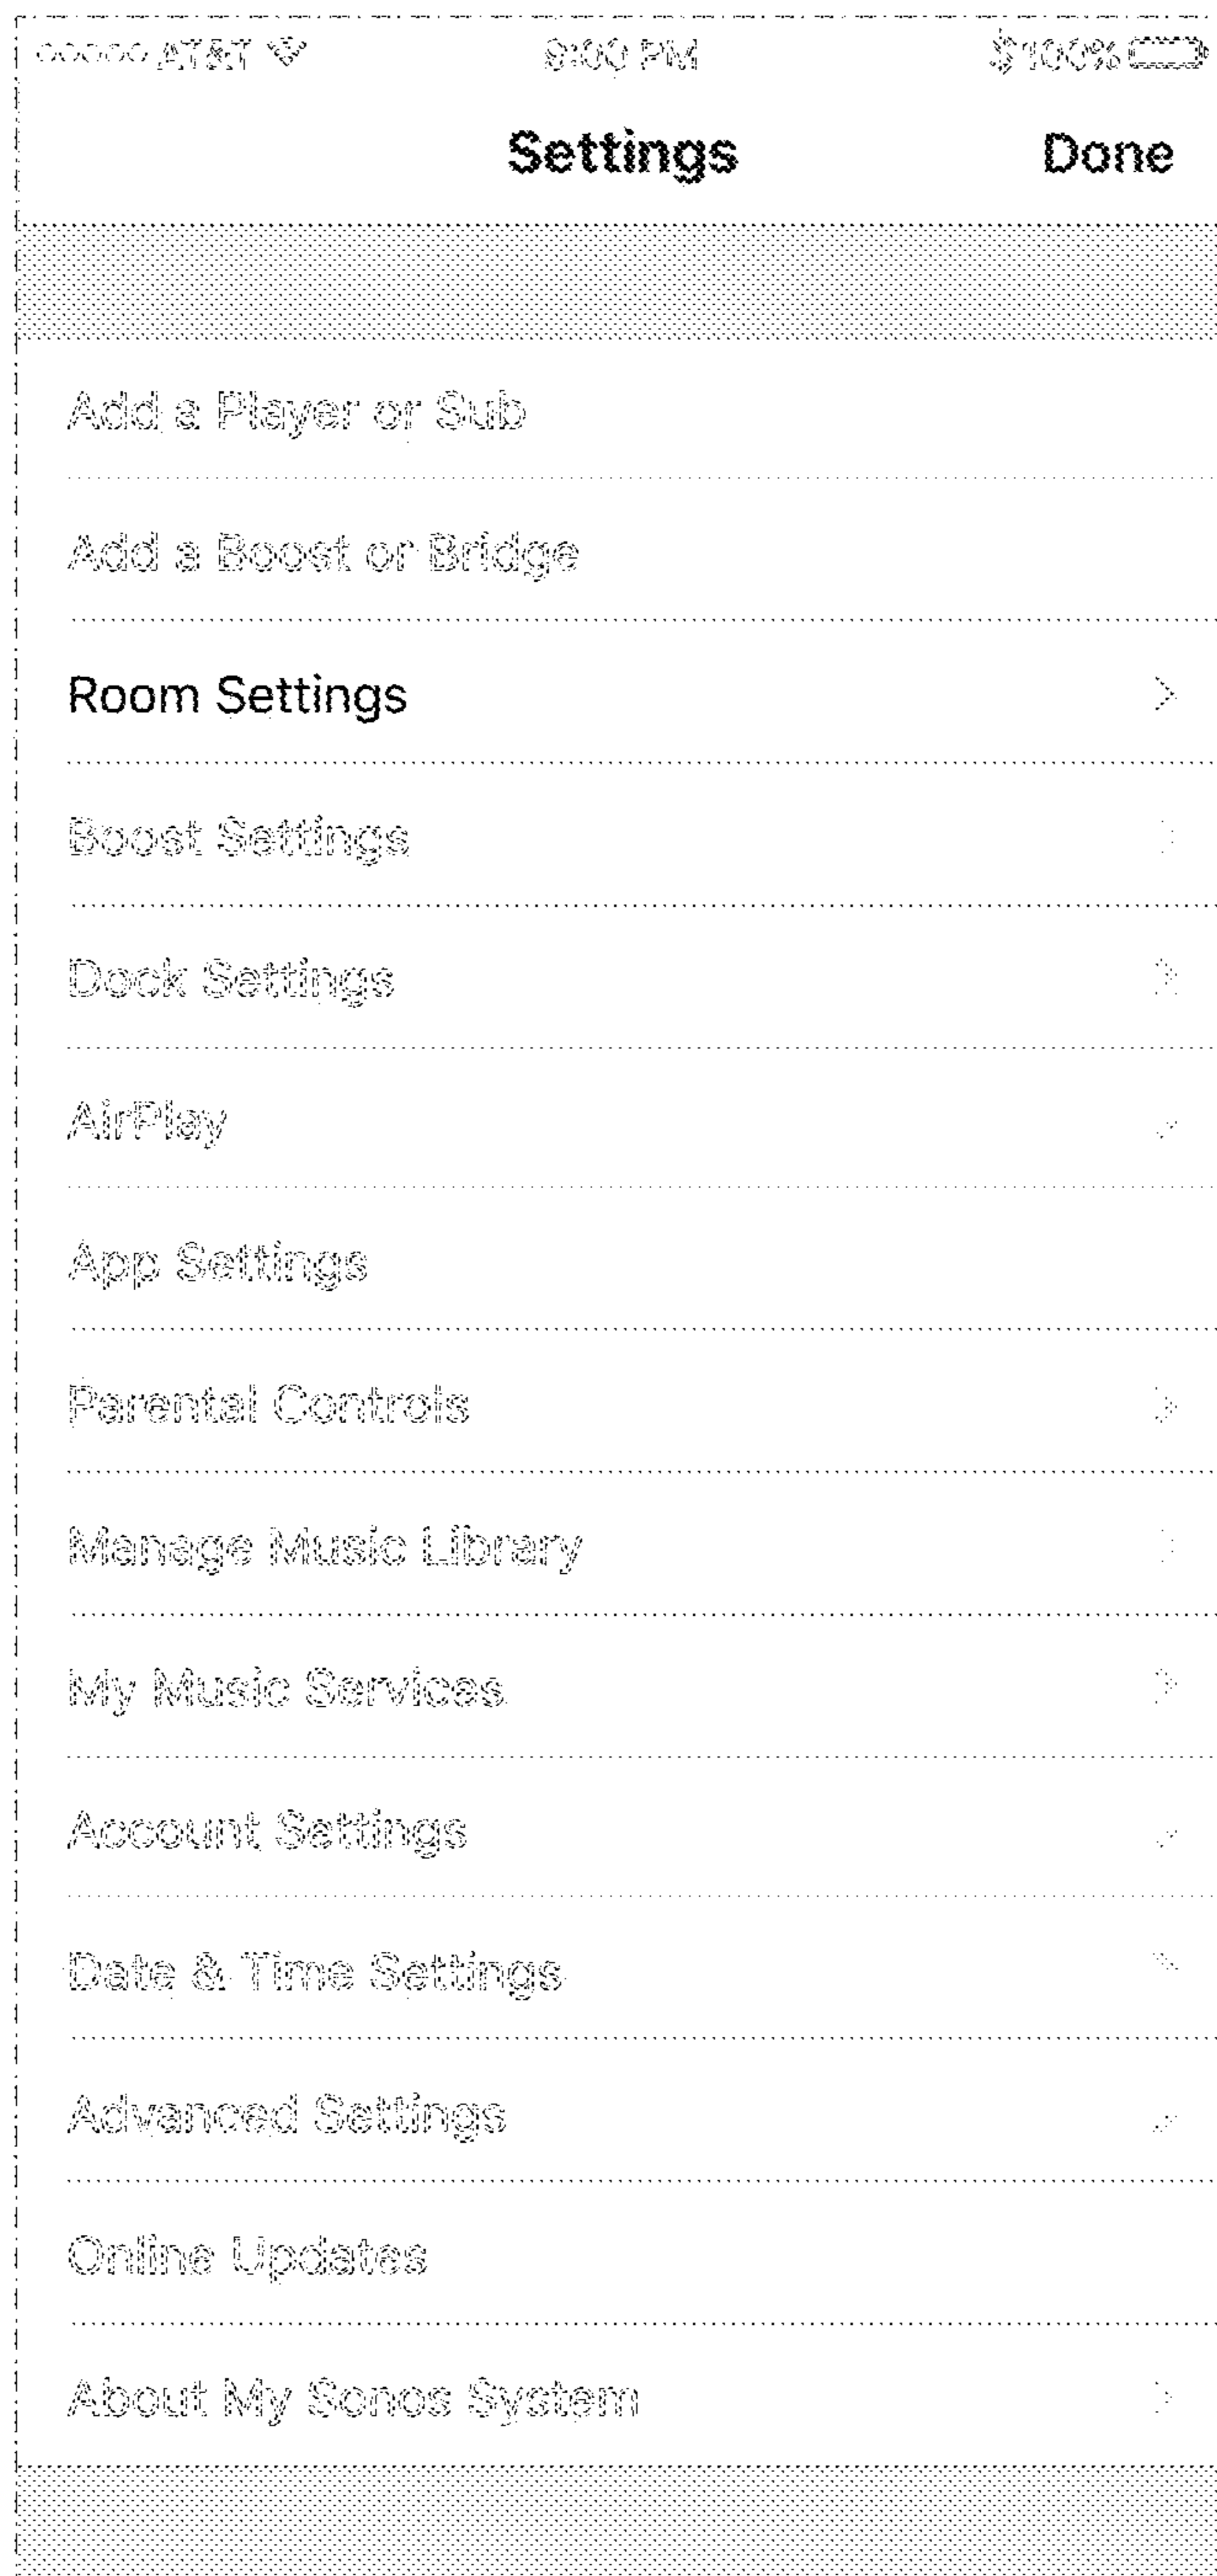 AT&T 9:00 PM 100%
Settings Done
Add a Player or Sub
Add a Boost or Bridge
Room Settings
Boost Settings
Dock Settings
AirPlay
App Settings
Parental Controls
Manage Music Library
My Music Services
Account Settings
Date & Time Settings
Advanced Settings
Online Updates
About My Sonos System